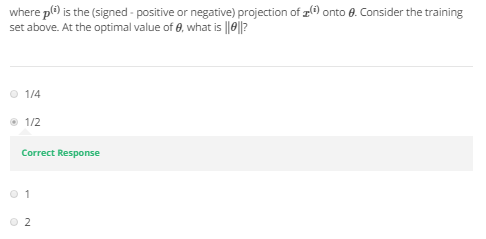 where p^(i) is the (signed - positive or negative) projection of x^(i) onto θ. Consider the training
set above. At the optimal value of θ, what is ||θ||?
1/4
1/2
Correct Response
1
2